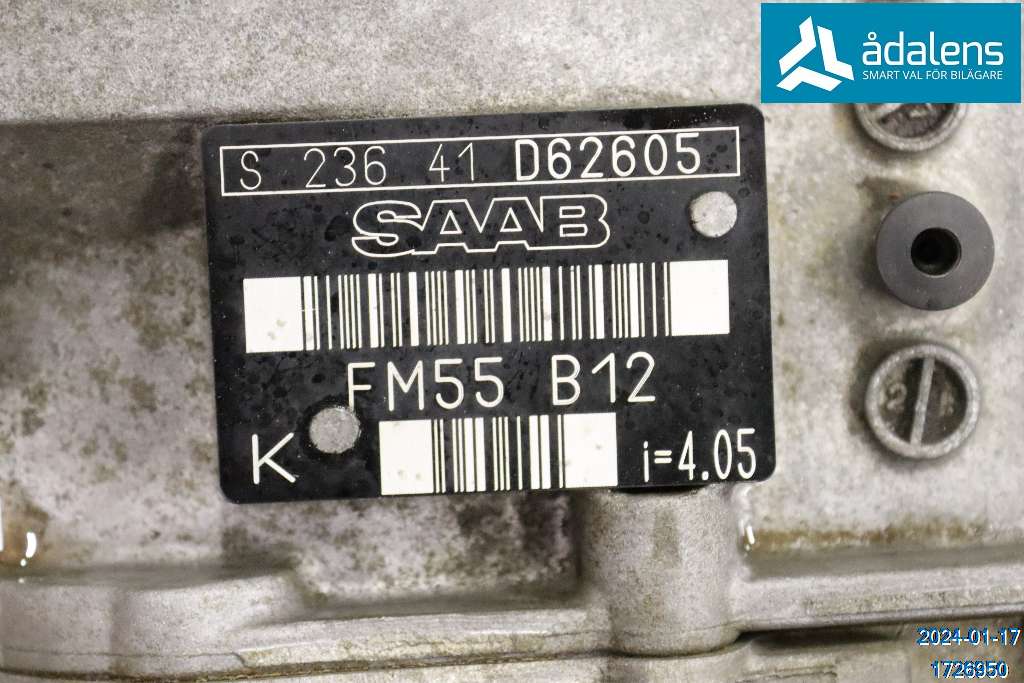 ådalens
SMART VAL FÖR BILÄGARE
S 236 41 D62605
SAAB
FM55 B12
K i=4.05
2024-01-17
1726950